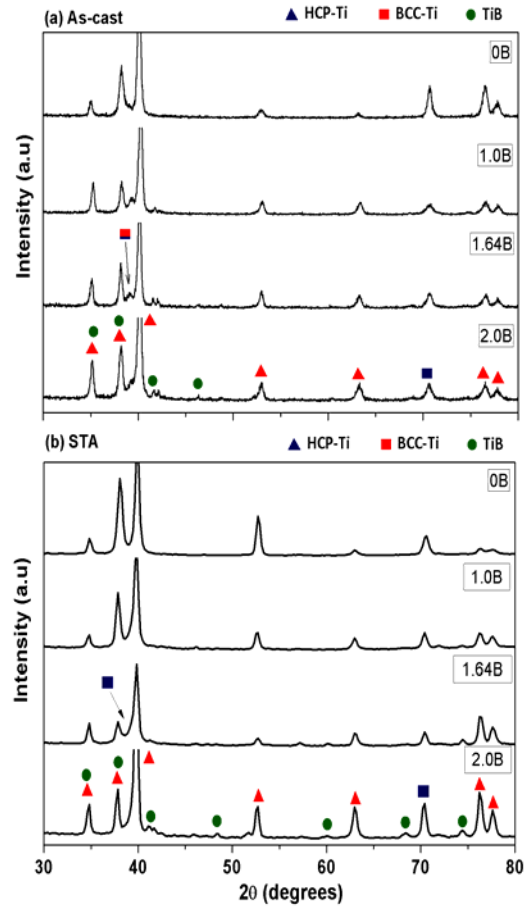 (a) As-cast
HCP-Ti BCC-Ti TiB
0B
1.0B
1.64B
2.0B
Intensity (a.u)
(b) STA
HCP-Ti BCC-Ti TiB
0B
1.0B
1.64B
2.0B
Intensity (a.u)
30 40 50 60 70 80
2θ (degrees)